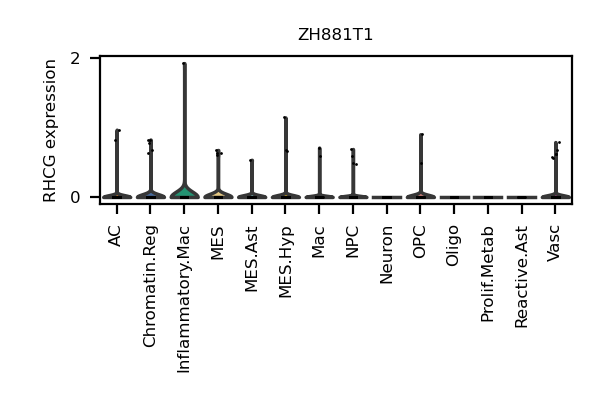 ZH881T1
RHCG expression
2
0
AC
Chromatin.Reg
Inflammatory.Mac
MES
MES.Ast
MES.Hyp
Mac
NPC
Neuron
OPC
Oligo
Prolif.Metab
Reactive.Ast
Vasc